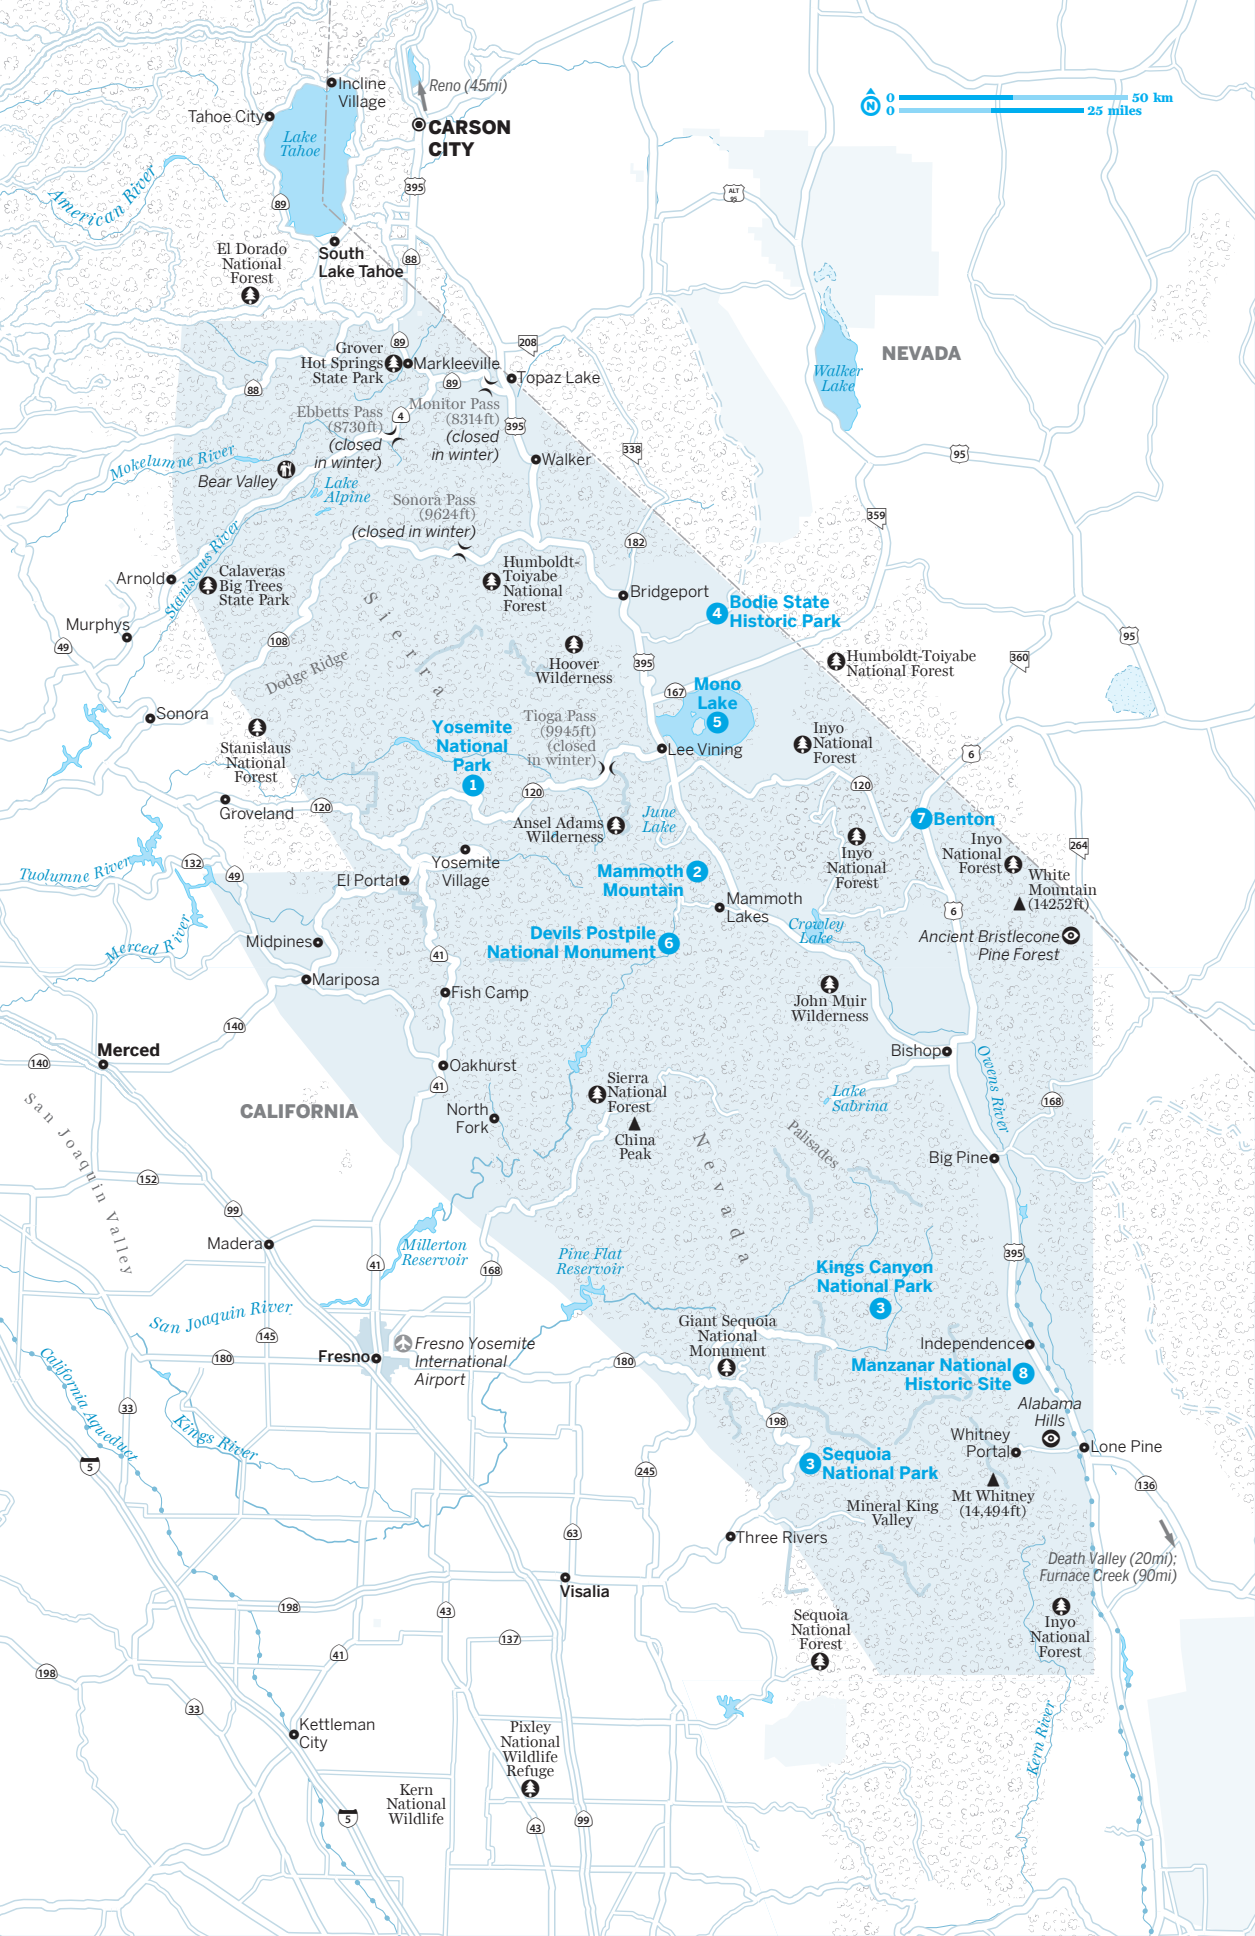 Incline
Village
Reno (45mi)
Tahoe City
CARSON
CITY
Lake
Tahoe
0
50 km
N
0
25 miles
ALT
95
American River
395
89
El Dorado
National
Forest
South
Lake Tahoe
88
89
208
Grover
Hot Springs
State Park
Markleeville
NEVADA
Walker
Lake
88
89
Topaz Lake
Ebbetts Pass
(8730ft)
(closed
in winter)
4
Monitor Pass
(8314ft)
(closed
in winter)
395
338
95
Mokelumne River
Walker
Bear Valley
Lake
Alpine
Sonora Pass
(9624ft)
(closed in winter)
359
182
Stanislaus River
Arnold
Calaveras
Big Trees
State Park
Humboldt-
Toiyabe
National
Forest
Bridgeport
4
Bodie State
Historic Park
Murphys
49
108
Sierra
Hoover
Wilderness
395
95
360
Humboldt-Toiyabe
National Forest
Dodge Ridge
167
Mono
Lake
5
Sonora
Stanislaus
National
Forest
Yosemite
National
Park
1
Tioga Pass
(9945ft)
(closed
in winter)
Lee Vining
Inyo
National
Forest
6
Groveland
120
120
120
June
Lake
Ansel Adams
Wilderness
7
Benton
Inyo
National
Forest
Inyo
National
Forest
264
Tuolumne River
132
49
El Portal
Yosemite
Village
Mammoth
Mountain
2
White
Mountain
(14252ft)
Mammoth
Lakes
6
Merced River
Midpines
Devils Postpile
National Monument
6
Crowley
Lake
Ancient Bristlecone
Pine Forest
41
Mariposa
Fish Camp
John Muir
Wilderness
140
140
Merced
Oakhurst
41
Bishop
Owens River
San Joaquin Valley
CALIFORNIA
North
Fork
Sierra
National
Forest
China
Peak
Lake
Sabrina
168
Nevada
Palisades
Big Pine
152
99
Madera
41
Millerton
Reservoir
168
Pine Flat
Reservoir
395
Kings Canyon
National Park
3
San Joaquin River
145
180
Fresno
Fresno Yosemite
International
Airport
180
Giant Sequoia
National
Monument
Independence
Manzanar National
Historic Site
8
California Aqueduct
33
Kings River
5
198
Alabama
Hills
Whitney
Portal
Lone Pine
245
3
Sequoia
National Park
Mt Whitney
(14,494ft)
136
Mineral King
Valley
63
Three Rivers
Death Valley (20mi);
Furnace Creek (90mi)
Visalia
198
43
137
Sequoia
National
Forest
Inyo
National
Forest
41
198
33
Kettleman
City
Pixley
National
Wildlife
Refuge
Kern River
Kern
National
Wildlife
5
43
99